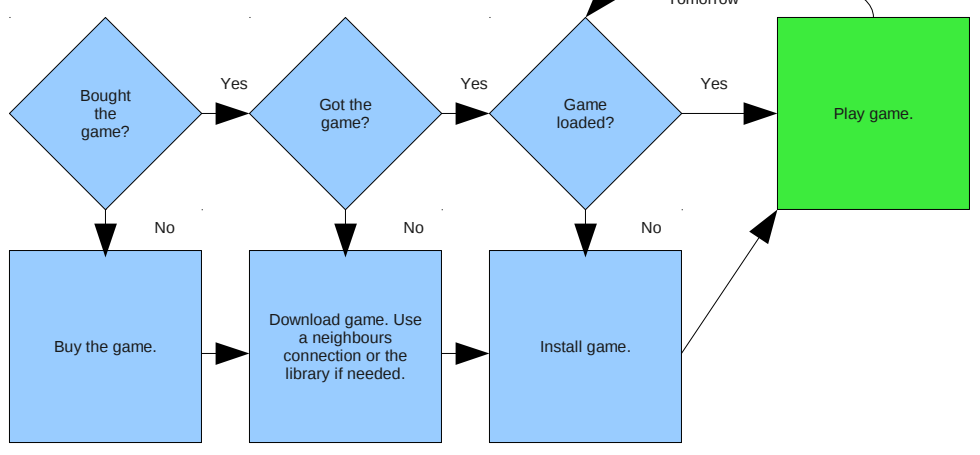 Tomorrow
Yes
Yes
Yes
Bought
the
game?
Got the
game?
Game
loaded?
Play game.
No
No
No
Buy the game.
Download game. Use
a neighbours
connection or the
library if needed.
Install game.